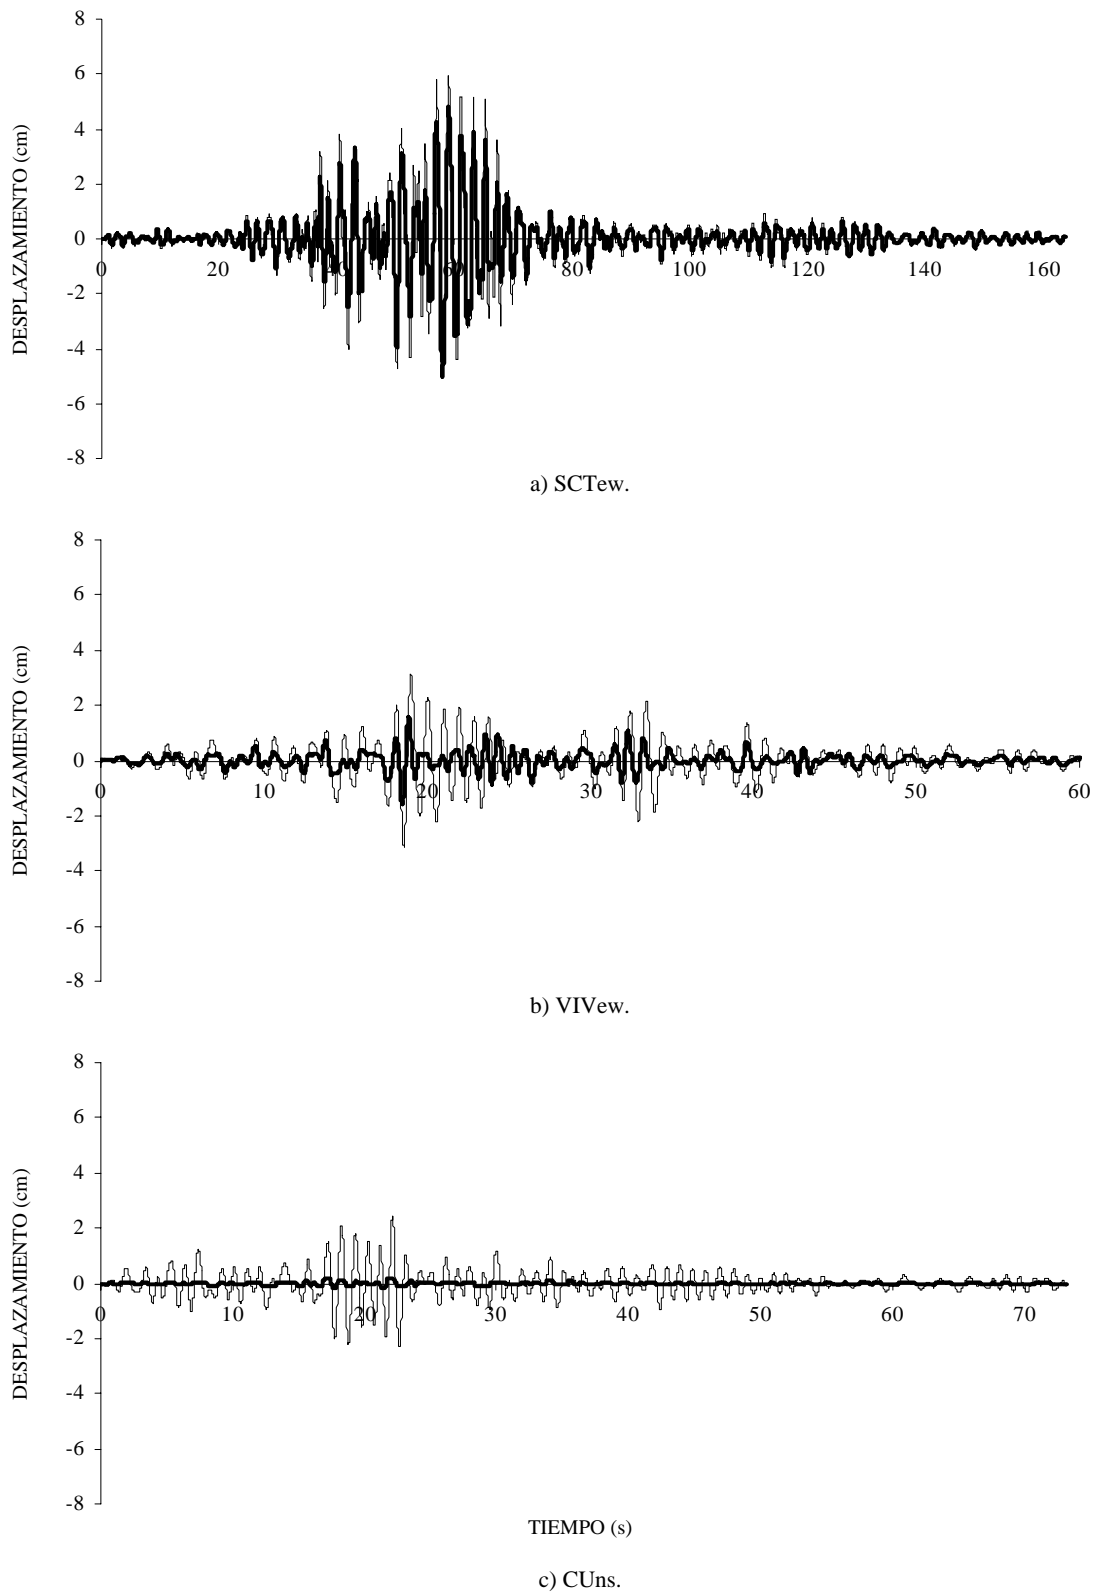 8
6
4
2
0
-2
-4
-6
-8
DESPLAZAMIENTO (cm)
0 20 40 60 80 100 120 140 160
a) SCTew.
8
6
4
2
0
-2
-4
-6
-8
DESPLAZAMIENTO (cm)
0 10 20 30 40 50 60
b) VIVew.
8
6
4
2
0
-2
-4
-6
-8
DESPLAZAMIENTO (cm)
0 10 20 30 40 50 60 70
TIEMPO (s)
c) CUns.